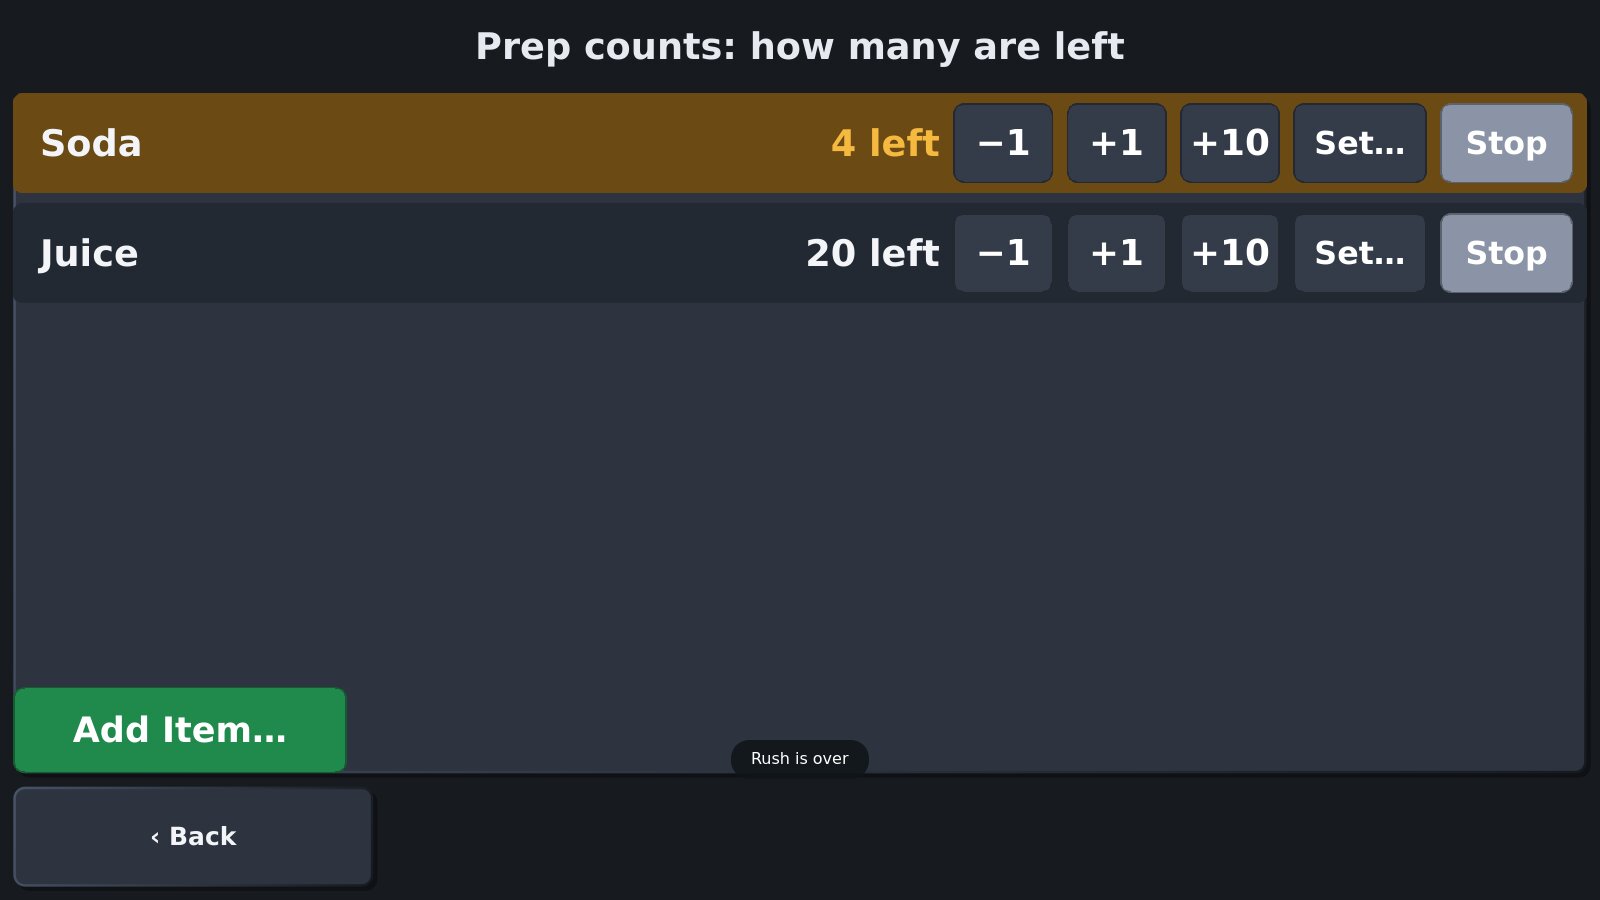 Prep counts: how many are left
Soda 4 left −1 +1 +10 Set... Stop
Juice 20 left −1 +1 +10 Set... Stop
Add Item...
Rush is over
‹ Back